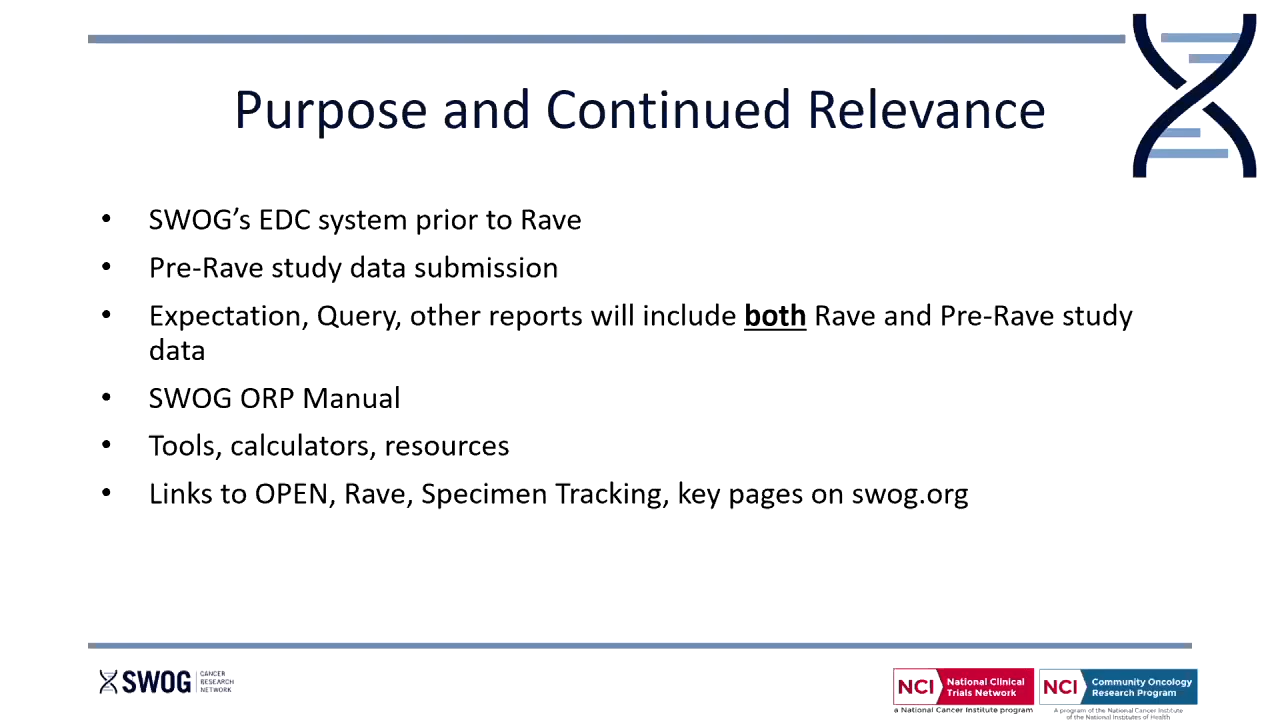 Purpose and Continued Relevance
• SWOG’s EDC system prior to Rave
• Pre-Rave study data submission
• Expectation, Query, other reports will include both Rave and Pre-Rave study
data
• SWOG ORP Manual
• Tools, calculators, resources
• Links to OPEN, Rave, Specimen Tracking, key pages on swog.org
SWOG
CANCER
RESEARCH
NETWORK
NCI
National Clinical
Trials Network
a National Cancer Institute program
NCI
Community Oncology
Research Program
A program of the National Cancer Institute
of the National Institutes of Health